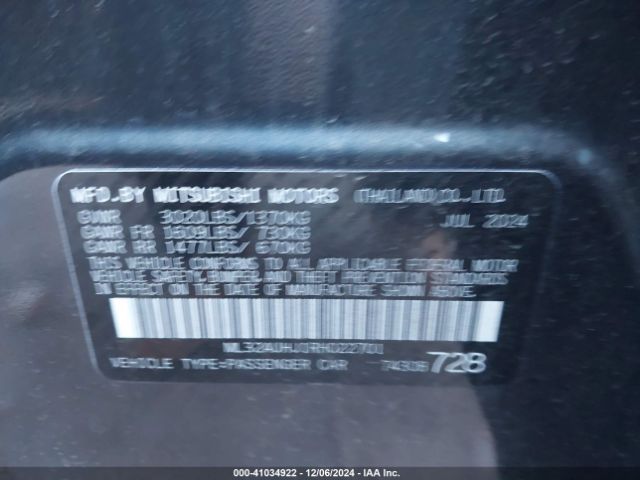 MFD.BY MITSUBISHI MOTORS (THAILAND)CO.,LTD.
GVWR 3020LBS/1370KG JUL 2024
GAWR FR 1609LBS/ 730KG
GAWR RR 1477LBS/ 670KG
THIS VEHICLE CONFORMS TO ALL APPLICABLE FEDERAL MOTOR
VEHICLE SAFETY,BUMPER AND THEFT PREVENTION STANDARDS
IN EFFECT ON THE DATE OF MANUFACTURE SHOWN ABOVE.
ML32AUHJ1RH022701
VEHICLE TYPE-PASSENGER CAR 728
000-41034922 - 12/06/2024 - IAA Inc.